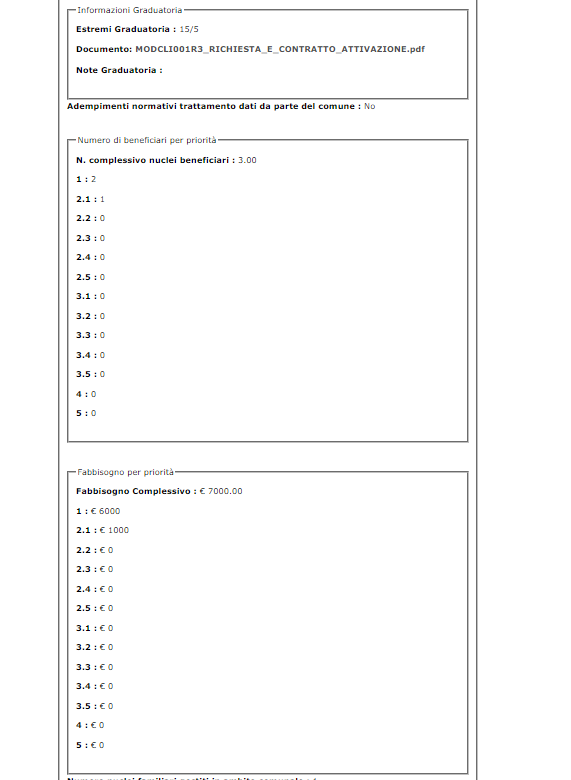 Informazioni Graduatoria
Estremi Graduatoria : 15/5
Documento: MODCLI001R3_RICHIESTA_E_CONTRATTO_ATTIVAZIONE.pdf
Note Graduatoria :
Adempimenti normativi trattamento dati da parte del comune : No
Numero di beneficiari per priorità
N. complessivo nuclei beneficiari : 3.00
1 : 2
2.1 : 1
2.2 : 0
2.3 : 0
2.4 : 0
2.5 : 0
3.1 : 0
3.2 : 0
3.3 : 0
3.4 : 0
3.5 : 0
4 : 0
5 : 0
Fabbisogno per priorità
Fabbisogno Complessivo : € 7000.00
1 : € 6000
2.1 : € 1000
2.2 : € 0
2.3 : € 0
2.4 : € 0
2.5 : € 0
3.1 : € 0
3.2 : € 0
3.3 : € 0
3.4 : € 0
3.5 : € 0
4 : € 0
5 : € 0